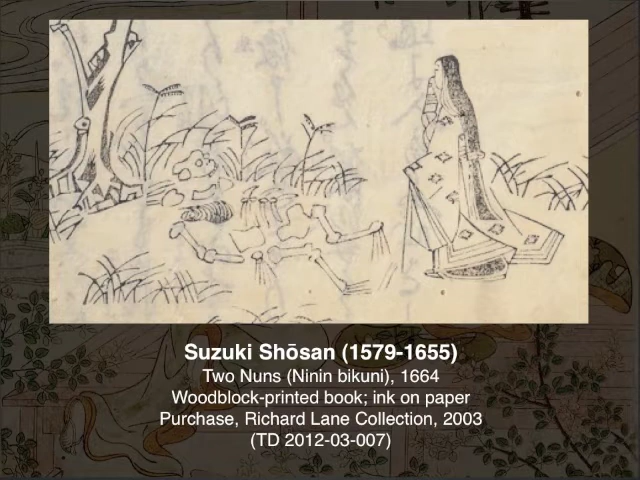 Suzuki Shōsan (1579-1655)
Two Nuns (Ninin bikuni), 1664
Woodblock-printed book; ink on paper
Purchase, Richard Lane Collection, 2003
(TD 2012-03-007)